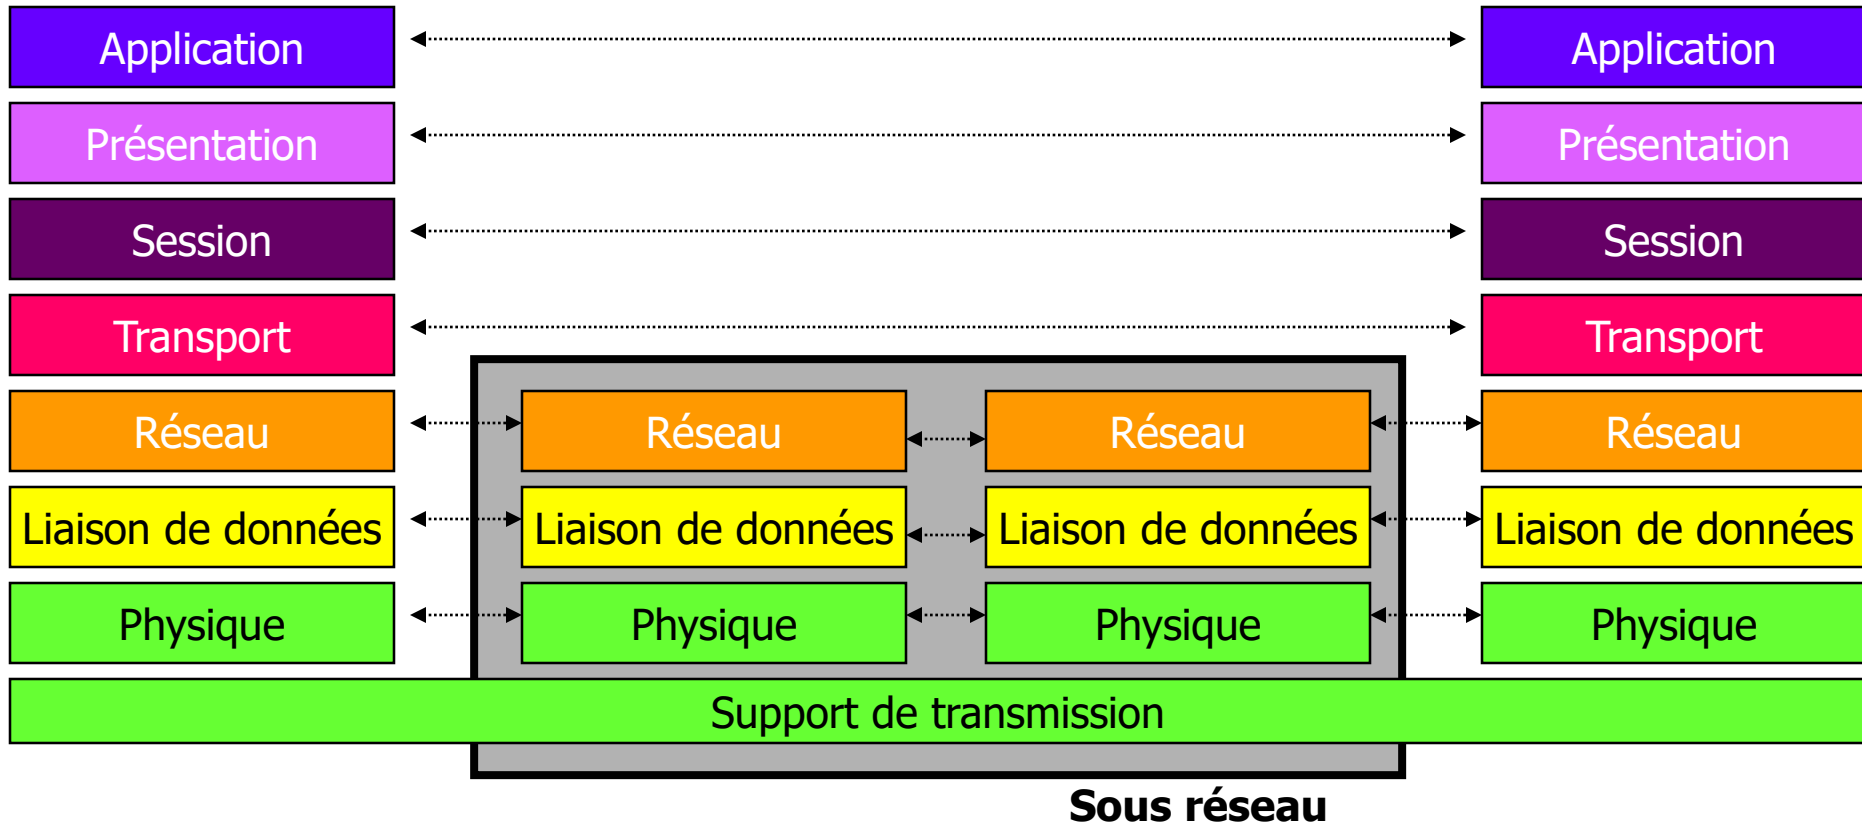 Application Application
Présentation Présentation
Session Session
Transport Transport
Réseau Réseau Réseau Réseau
Liaison de données Liaison de données Liaison de données Liaison de données
Physique Physique Physique Physique
Support de transmission
Sous réseau